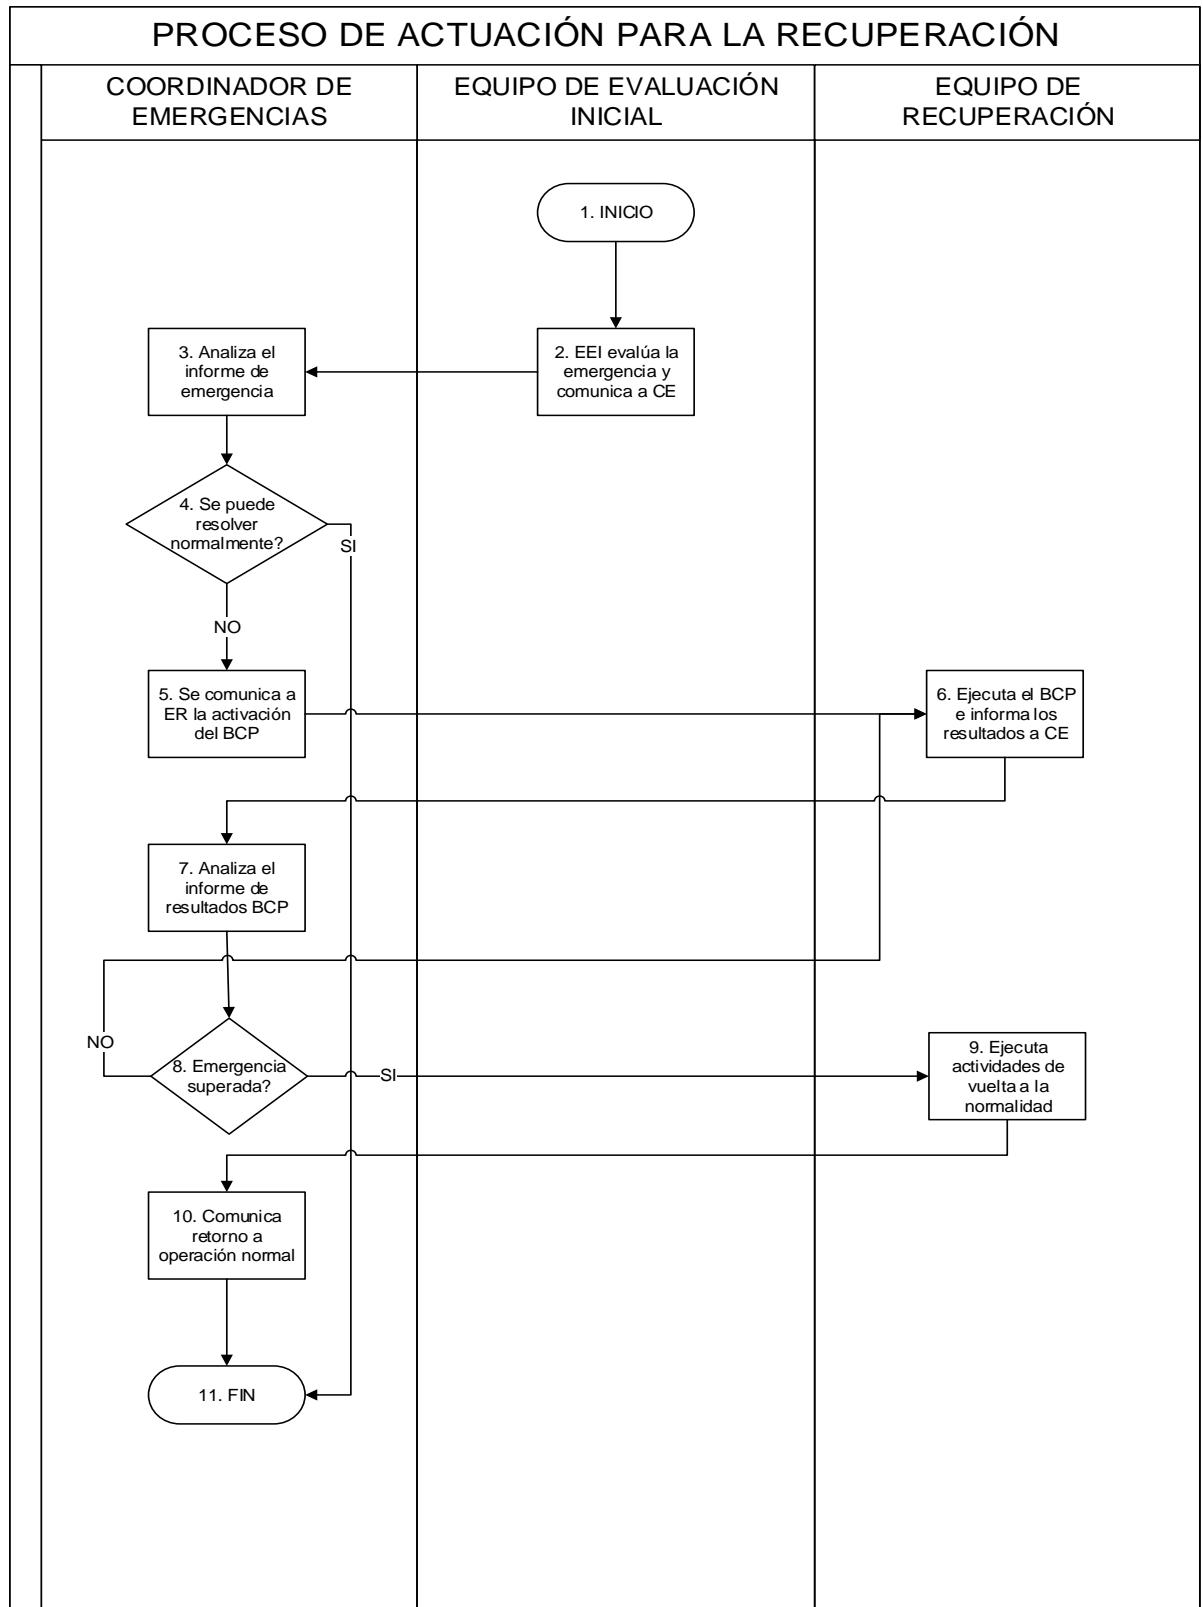 PROCESO DE ACTUACIÓN PARA LA RECUPERACIÓN
COORDINADOR DE
EMERGENCIAS
EQUIPO DE EVALUACIÓN
INICIAL
EQUIPO DE
RECUPERACIÓN
1. INICIO
2. EEI evalúa la
emergencia y
comunica a CE
3. Analiza el
informe de
emergencia
4. Se puede
resolver
normalmente?
SI
NO
5. Se comunica a
ER la activación
del BCP
6. Ejecuta el BCP
e informa los
resultados a CE
7. Analiza el
informe de
resultados BCP
NO
8. Emergencia
superada?
SI
9. Ejecuta
actividades de
vuelta a la
normalidad
10. Comunica
retorno a
operación normal
11. FIN